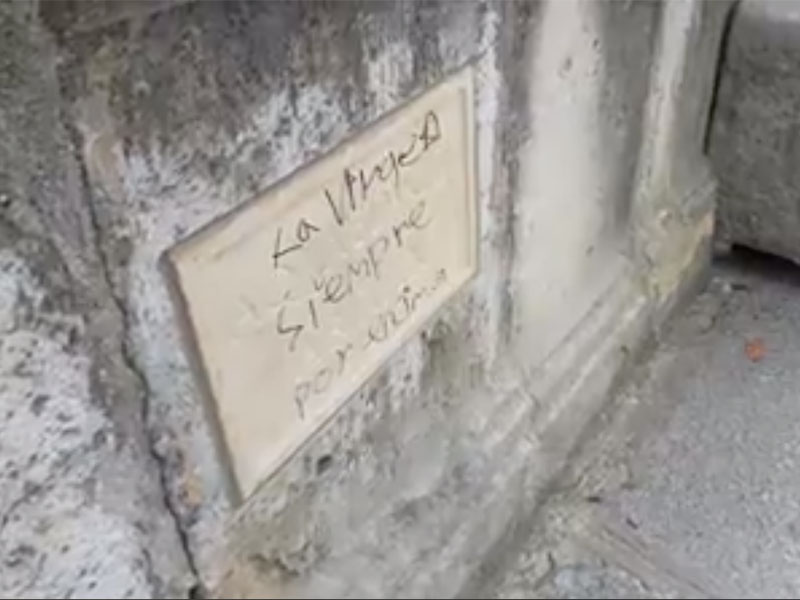 La Virgen
siempre
por encima